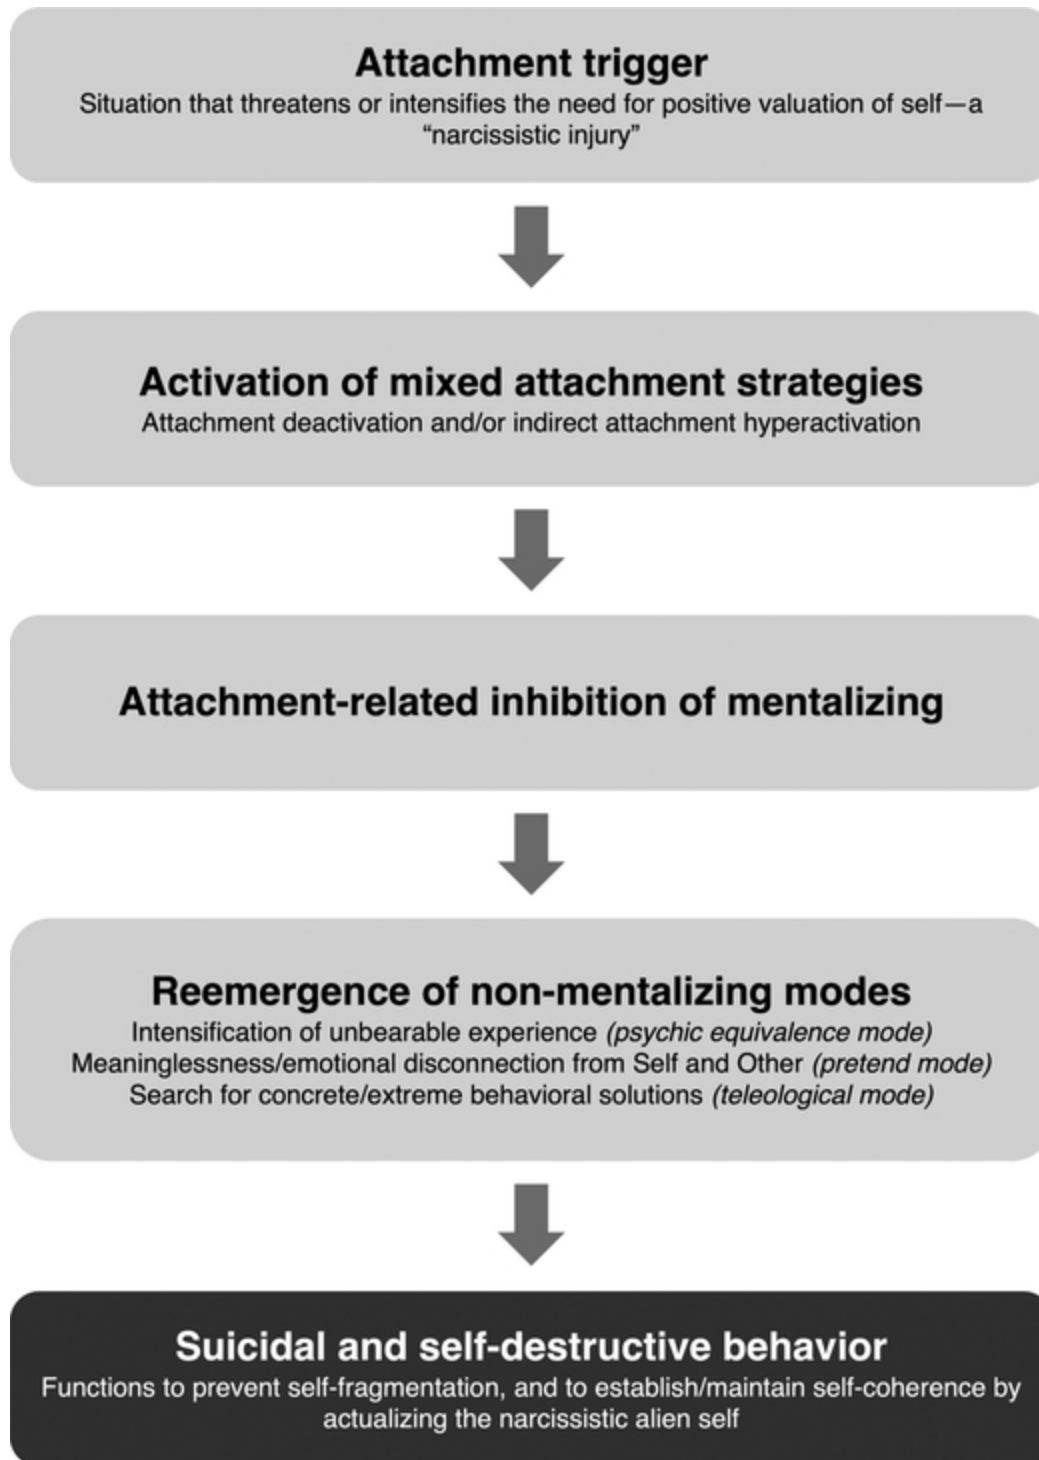 Attachment trigger
Situation that threatens or intensifies the need for positive valuation of self—a
“narcissistic injury”
Activation of mixed attachment strategies
Attachment deactivation and/or indirect attachment hyperactivation
Attachment-related inhibition of mentalizing
Reemergence of non-mentalizing modes
Intensification of unbearable experience (psychic equivalence mode)
Meaninglessness/emotional disconnection from Self and Other (pretend mode)
Search for concrete/extreme behavioral solutions (teleological mode)
Suicidal and self-destructive behavior
Functions to prevent self-fragmentation, and to establish/maintain self-coherence by
actualizing the narcissistic alien self